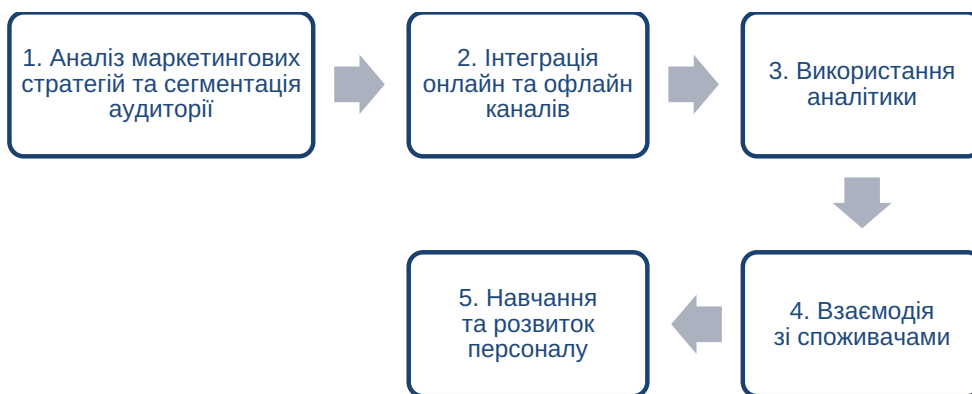 1. Аналіз маркетингових
стратегій та сегментація
аудиторії
2. Інтеграція
онлайн та офлайн
каналів
3. Використання
аналітики
4. Взаємодія
зі споживачами
5. Навчання
та розвиток
персоналу